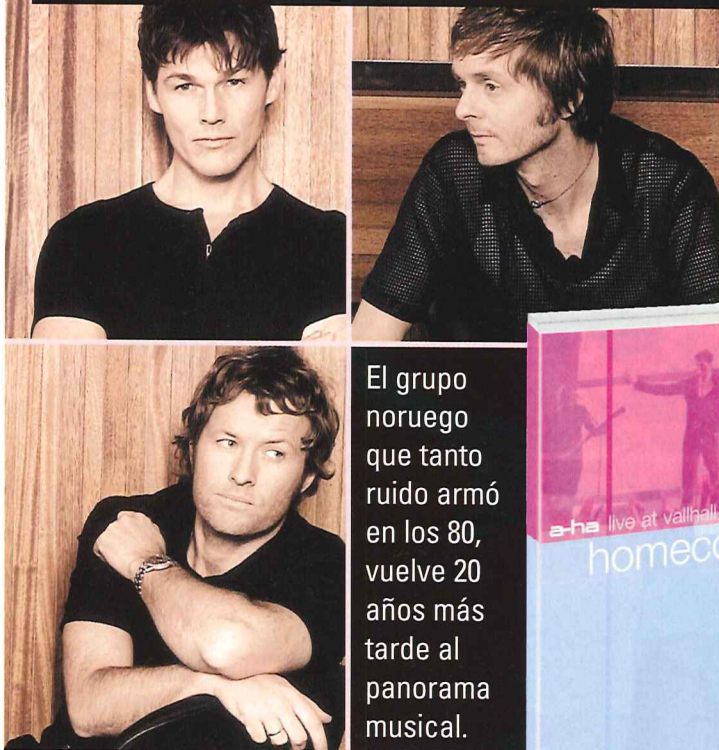 El grupo
noruego
que tanto
ruido armó
en los 80,
vuelve 20
años más
tarde al
panorama
musical.
a-ha live at vallhall
homeco